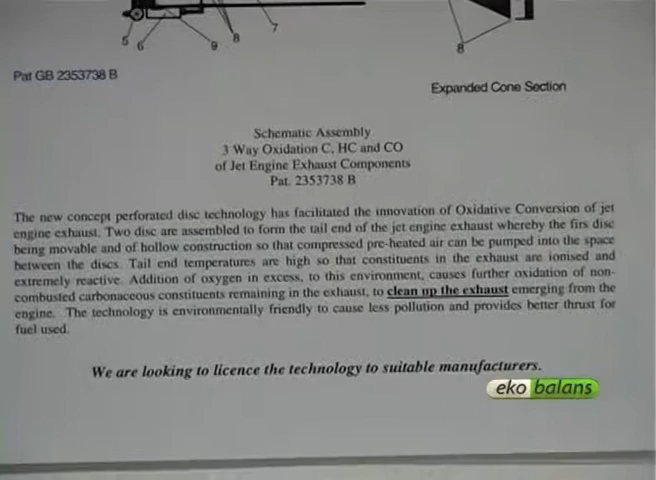 5
6
9
8
7
8
Pat GB 2353738 B
Expanded Cone Section
Schematic Assembly
3 Way Oxidation C, HC and CO
of Jet Engine Exhaust Components
Pat. 2353738 B
The new concept perforated disc technology has facilitated the innovation of Oxidative Conversion of jet
engine exhaust. Two disc are assembled to form the tail end of the jet engine exhaust whereby the firs disc
being movable and of hollow construction so that compressed pre-heated air can be pumped into the space
between the discs. Tail end temperatures are high so that constituents in the exhaust are ionised and
extremely reactive. Addition of oxygen in excess, to this environment, causes further oxidation of non-
combusted carbonaceous constituents remaining in the exhaust, to clean up the exhaust emerging from the
engine. The technology is environmentally friendly to cause less pollution and provides better thrust for
fuel used.
We are looking to licence the technology to suitable manufacturers.
eko balans